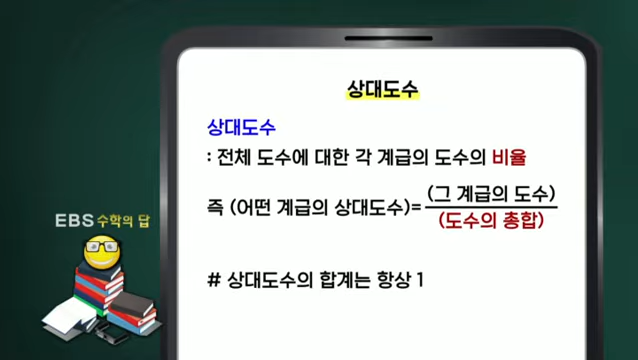 상대도수
상대도수
: 전체 도수에 대한 각 계급의 도수의 비율
즉 (어떤 계급의 상대도수)= (그 계급의 도수)
(도수의 총합)
EBS 수학의 답
# 상대도수의 합계는 항상 1